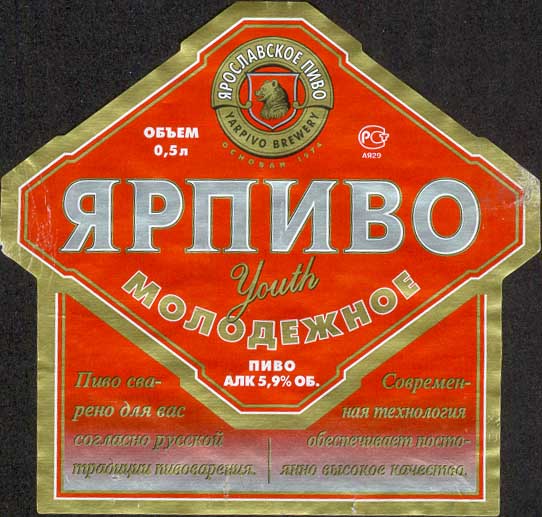 ЯРОСЛАВСКОЕ ПИВО
YARPIVO BREWERY
ОСНОВАН 1974
ОБЪЕМ
0,5 л
РСТ
АЯ29
ЯРПИВО
Youth
МОЛОДЕЖНОЕ
ПИВО
АЛК 5,9% ОБ.
Пиво сва-
рено для вас
согласно русской
традиции пивоварения.
Современ-
ная технология
обеспечивает посто-
янно высокое качество.